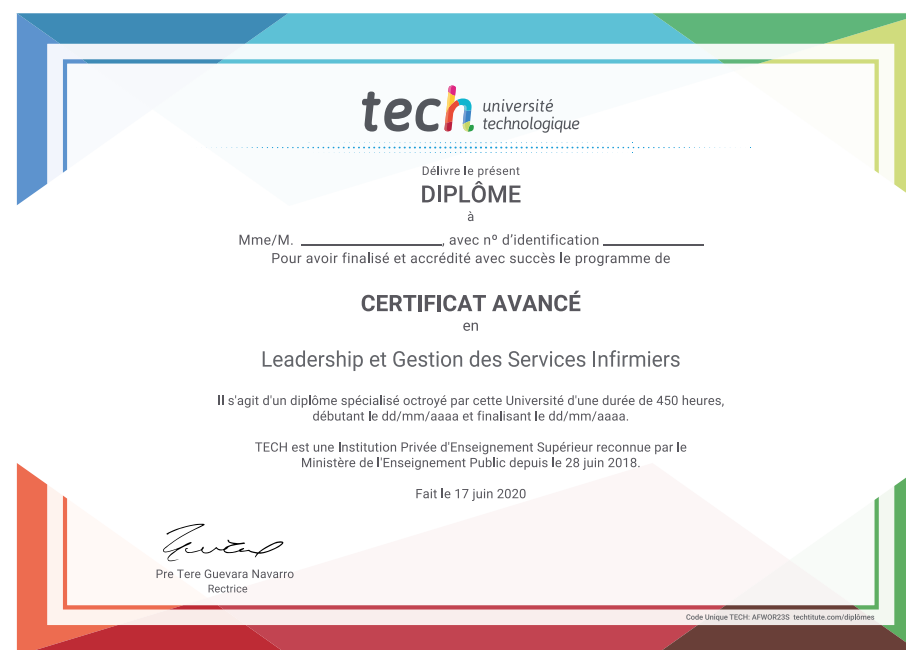 tech université
technologique
Délivre le présent
DIPLÔME
à
Mme/M. ____________________, avec nº d'identification ______________
Pour avoir finalisé et accrédité avec succès le programme de
CERTIFICAT AVANCÉ
en
Leadership et Gestion des Services Infirmiers
Il s'agit d'un diplôme spécialisé octroyé par cette Université d'une durée de 450 heures,
débutant le dd/mm/aaaa et finalisant le dd/mm/aaaa.
TECH est une Institution Privée d'Enseignement Supérieur reconnue par le
Ministère de l'Enseignement Public depuis le 28 juin 2018.
Fait le 17 juin 2020
Pre Tere Guevara Navarro
Rectrice
Code Unique TECH: AFWOR23S techtitute.com/diplômes